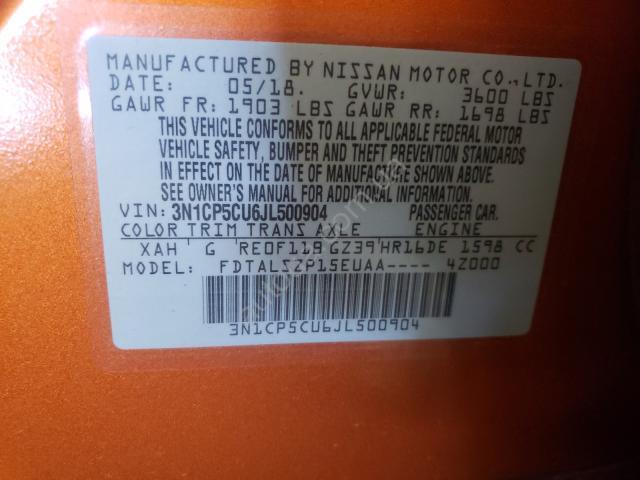 MANUFACTURED BY NISSAN MOTOR CO., LTD.
DATE: 05/18. GVWR: 3600 LBS
GAWR FR: 1903 LBS GAWR RR: 1698 LBS
THIS VEHICLE CONFORMS TO ALL APPLICABLE FEDERAL MOTOR
VEHICLE SAFETY, BUMPER AND THEFT PREVENTION STANDARDS
IN EFFECT ON THE DATE OF MANUFACTURE SHOWN ABOVE.
SEE OWNER'S MANUAL FOR ADDITIONAL INFORMATION.
VIN: 3N1CP5CU6JL500904 PASSENGER CAR.
COLOR TRIM TRANS AXLE ENGINE
XAH G RE0F11B GZ39 HR16DE 1598 CC
MODEL: FDTALSZP15EUAA---- 4Z000
3N1CP5CU6JL500904